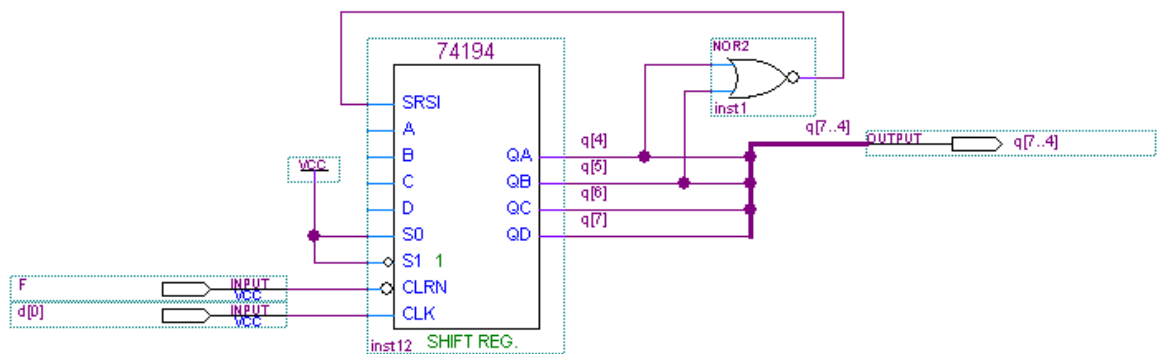 74194
NOR2
SRSI
inst1
A
q[7..4]
B
QA
q[4]
OUTPUT
q[7..4]
VCC
C
QB
q[5]
D
QC
q[6]
S0
QD
q[7]
S1 1
F
INPUT
VCC
CLRN
d[0]
INPUT
VCC
CLK
inst12
SHIFT REG.